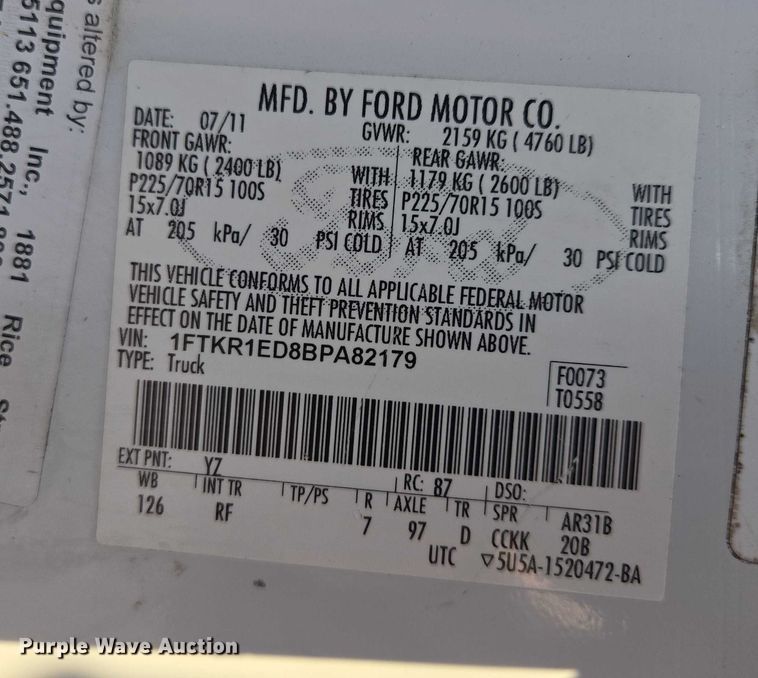 s altered by:
quipment Inc., 1881 Rice
5113 651.488.2571
MFD. BY FORD MOTOR CO.
DATE: 07/11 GVWR: 2159 KG ( 4760 LB)
FRONT GAWR: REAR GAWR:
1089 KG ( 2400 LB) WITH 1179 KG ( 2600 LB) WITH
P225/70R15 100S TIRES P225/70R15 100S TIRES
15x7.0J RIMS 15x7.0J RIMS
AT 205 kPa/ 30 PSI COLD AT 205 kPa/ 30 PSI COLD
THIS VEHICLE CONFORMS TO ALL APPLICABLE FEDERAL MOTOR
VEHICLE SAFETY AND THEFT PREVENTION STANDARDS IN
EFFECT ON THE DATE OF MANUFACTURE SHOWN ABOVE.
VIN: 1FTKR1ED8BPA82179
TYPE: Truck
F0073
T0558
EXT PNT: YZ RC: 87 DSO:
WB INT TR TP/PS R AXLE TR SPR AR31B
126 RF 7 97 D CCKK 20B
UTC ▽5U5A-1520472-BA
Purple Wave Auction